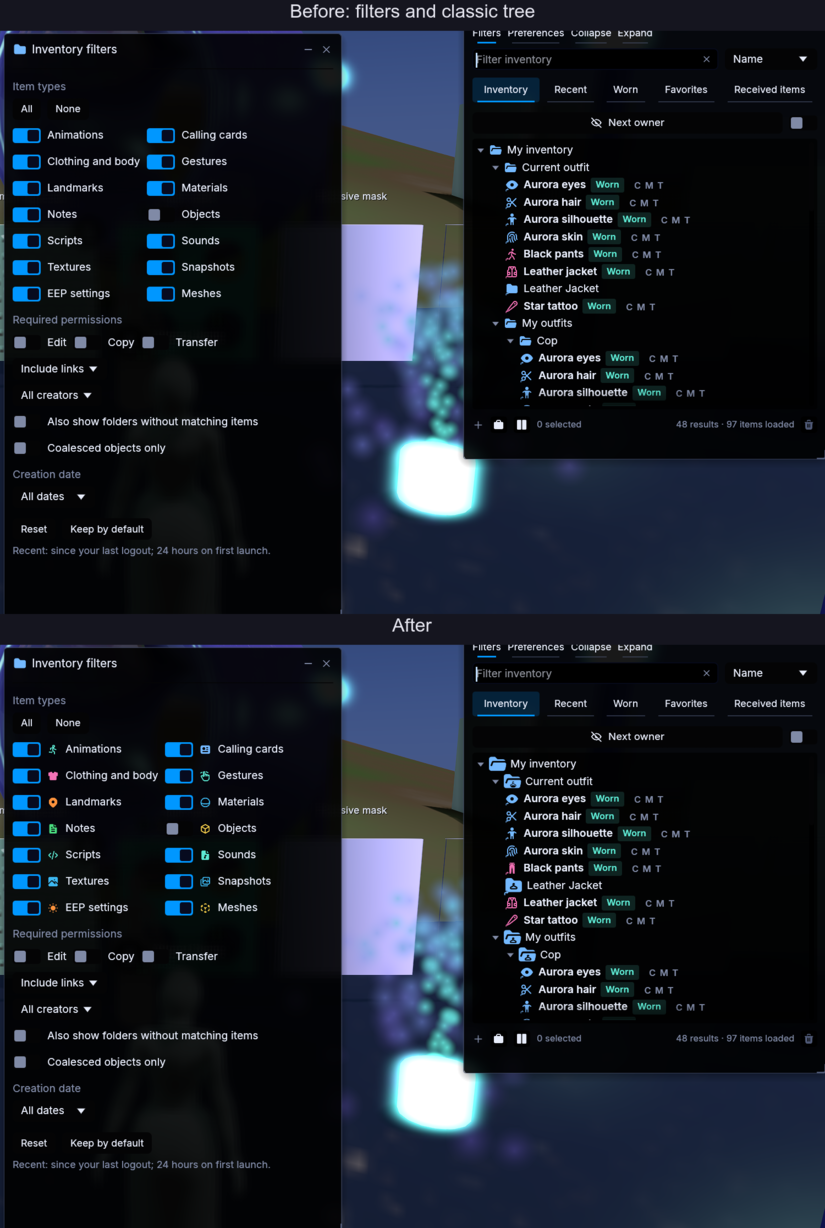 Before: filters and classic tree
Inventory filters
Item types
All None
Animations Calling cards
Clothing and body Gestures
Landmarks Materials
Notes Objects
Scripts Sounds
Textures Snapshots
EEP settings Meshes
Required permissions
Edit Copy Transfer
Include links
All creators
Also show folders without matching items
Coalesced objects only
Creation date
All dates
Reset Keep by default
Recent: since your last logout; 24 hours on first launch.
sive mask
Filters Preferences Collapse Expand
Filter inventory Name
Inventory Recent Worn Favorites Received items
Next owner
My inventory
Current outfit
Aurora eyes Worn C M T
Aurora hair Worn C M T
Aurora silhouette Worn C M T
Aurora skin Worn C M T
Black pants Worn C M T
Leather jacket Worn C M T
Leather Jacket
Star tattoo Worn C M T
My outfits
Cop
Aurora eyes Worn C M T
Aurora hair Worn C M T
Aurora silhouette Worn C M T
0 selected 48 results · 97 items loaded
After
Inventory filters
Item types
All None
Animations Calling cards
Clothing and body Gestures
Landmarks Materials
Notes Objects
Scripts Sounds
Textures Snapshots
EEP settings Meshes
Required permissions
Edit Copy Transfer
Include links
All creators
Also show folders without matching items
Coalesced objects only
Creation date
All dates
Reset Keep by default
Recent: since your last logout; 24 hours on first launch.
sive mask
Filters Preferences Collapse Expand
Filter inventory Name
Inventory Recent Worn Favorites Received items
Next owner
My inventory
Current outfit
Aurora eyes Worn C M T
Aurora hair Worn C M T
Aurora silhouette Worn C M T
Aurora skin Worn C M T
Black pants Worn C M T
Leather Jacket
Leather jacket Worn C M T
Star tattoo Worn C M T
My outfits
Cop
Aurora eyes Worn C M T
Aurora hair Worn C M T
Aurora silhouette Worn C M T
0 selected 48 results · 97 items loaded